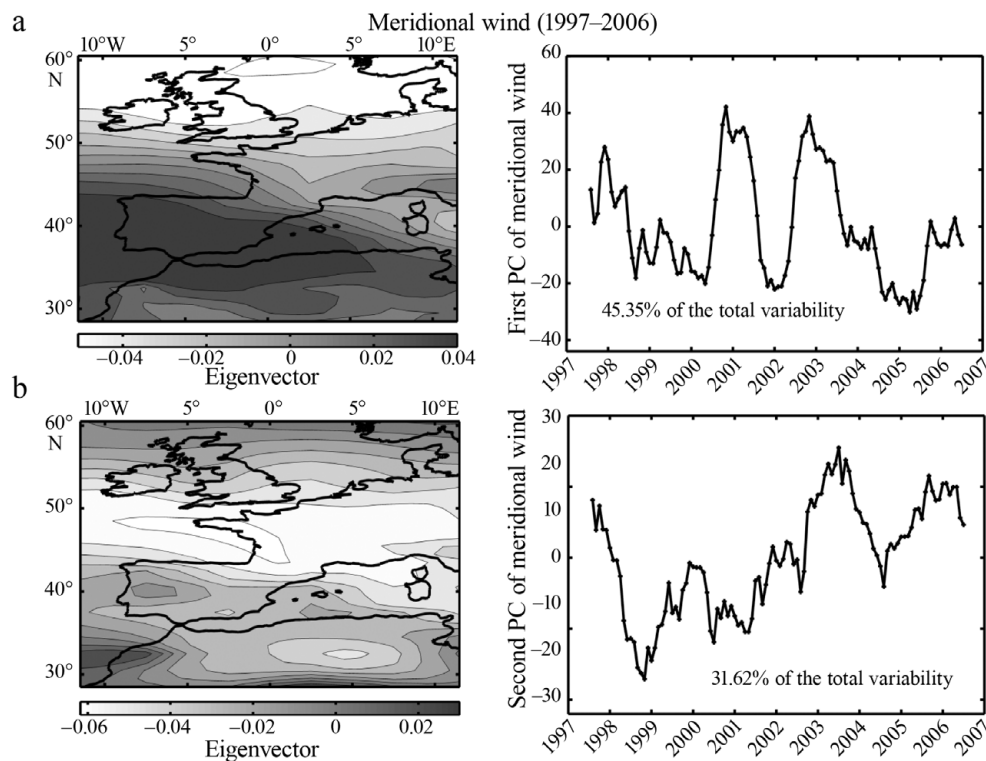 a
Meridional wind (1997–2006)
10°W 5° 0° 5° 10°E
60°
N
50°
40°
30°
−0.04 −0.02 0 0.02 0.04
Eigenvector
First PC of meridional wind
60
40
20
0
−20
−40
45.35% of the total variability
1997 1998 1999 2000 2001 2002 2003 2004 2005 2006 2007
b
10°W 5° 0° 5° 10°E
60°
N
50°
40°
30°
−0.06 −0.04 −0.02 0 0.02
Eigenvector
Second PC of meridional wind
30
20
10
0
−10
−20
−30
31.62% of the total variability
1997 1998 1999 2000 2001 2002 2003 2004 2005 2006 2007